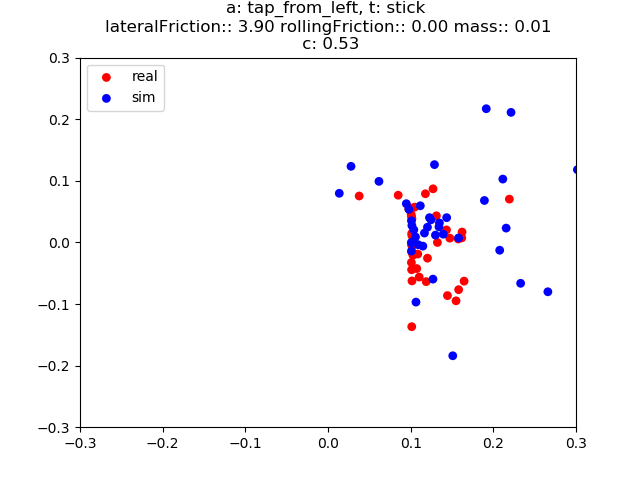 a: tap_from_left, t: stick
lateralFriction:: 3.90 rollingFriction:: 0.00 mass:: 0.01
c: 0.53
real
sim
0.3
0.2
0.1
0.0
−0.1
−0.2
−0.3
−0.3 −0.2 −0.1 0.0 0.1 0.2 0.3